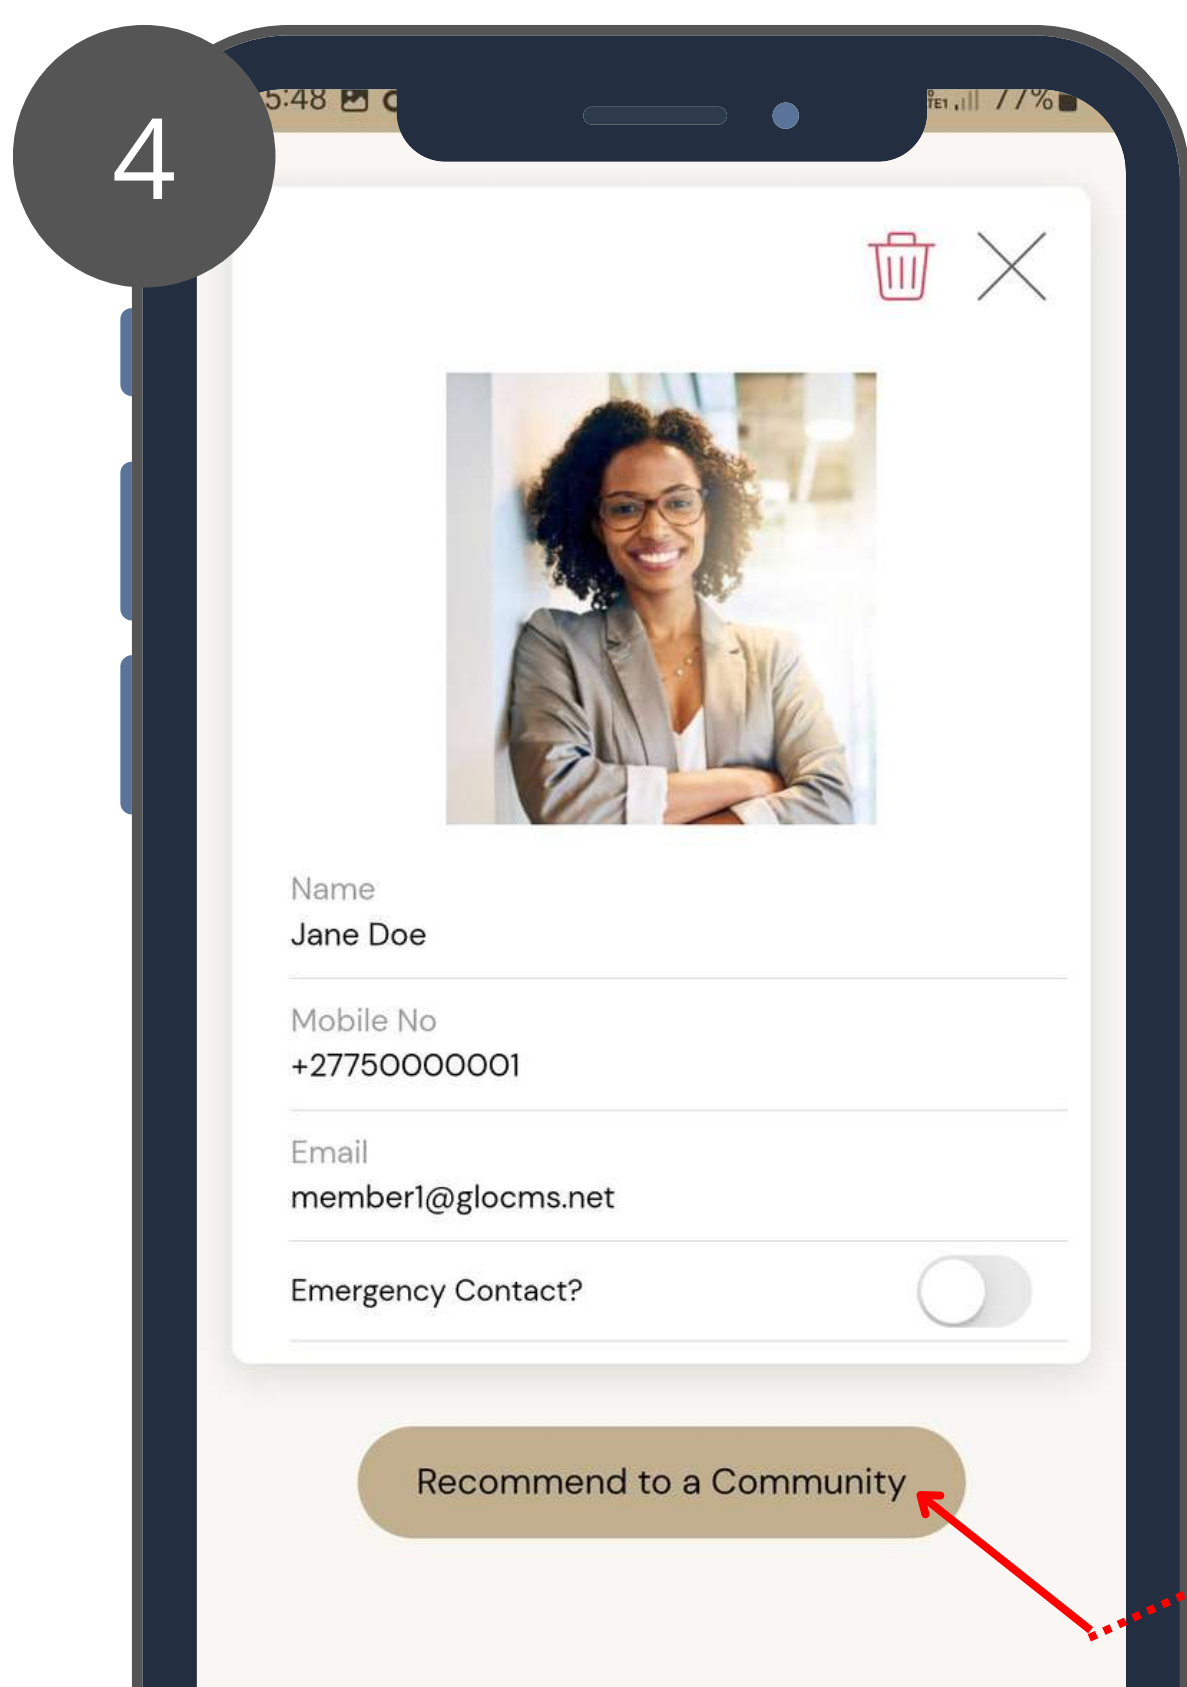 4
5:48
77%
Name
Jane Doe
Mobile No
+27750000001
Email
member1@glocms.net
Emergency Contact?
Recommend to a Community